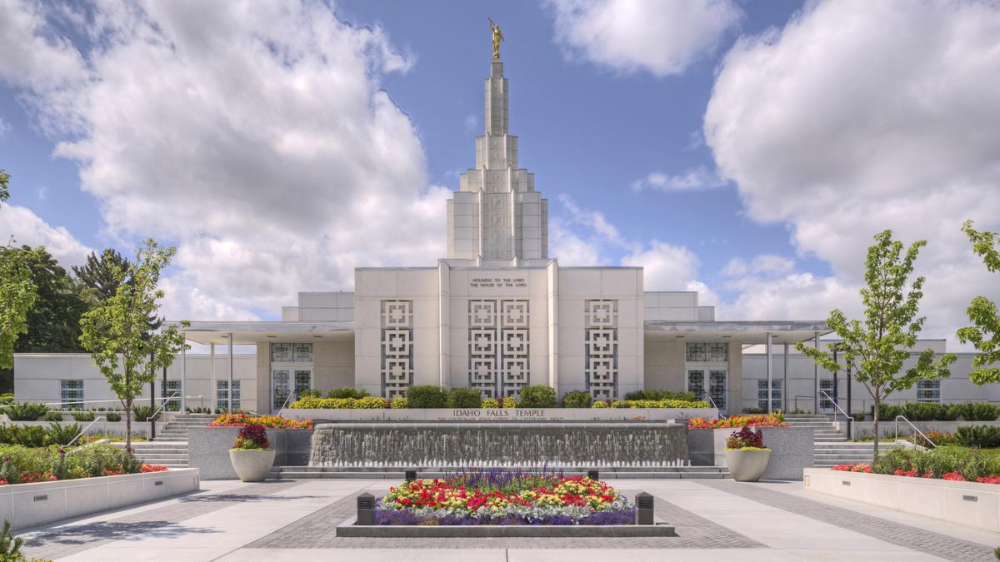 HOLINESS TO THE LORD
THE HOUSE OF THE LORD
IDAHO FALLS TEMPLE
THE CHURCH OF JESUS CHRIST OF LATTER-DAY SAINTS